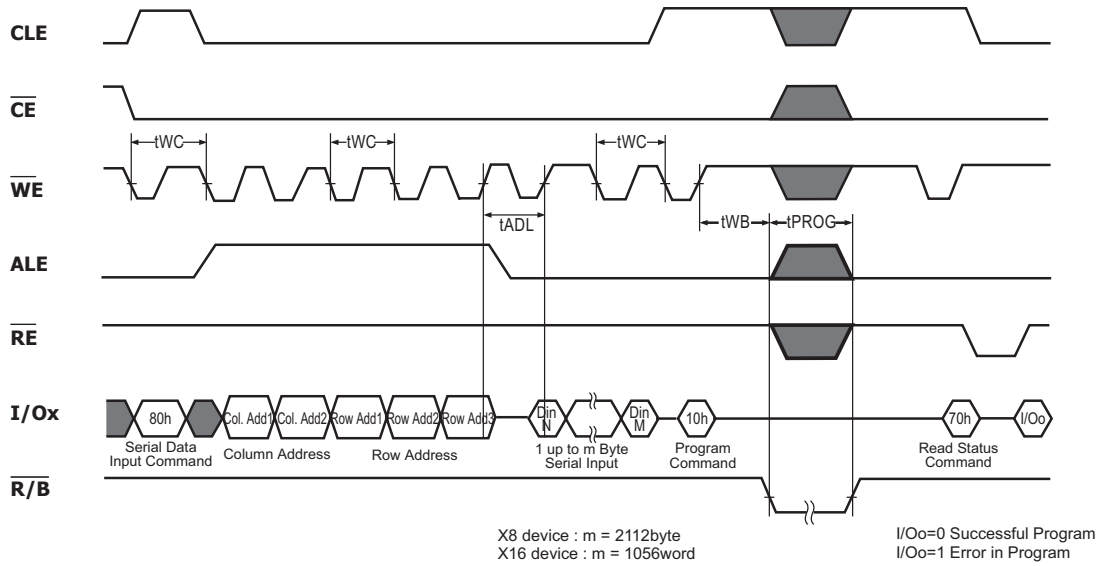 CLE
CE
tWC
tWC
tWC
WE
tADL
tWB
tPROG
ALE
RE
I/Ox
80h
Col. Add1
Col. Add2
Row Add1
Row Add2
Row Add3
Din
N
Din
M
10h
70h
I/Oo
Serial Data
Input Command
Column Address
Row Address
1 up to m Byte
Serial Input
Program
Command
Read Status
Command
R/B
X8 device : m = 2112byte
X16 device : m = 1056word
I/Oo=0 Successful Program
I/Oo=1 Error in Program